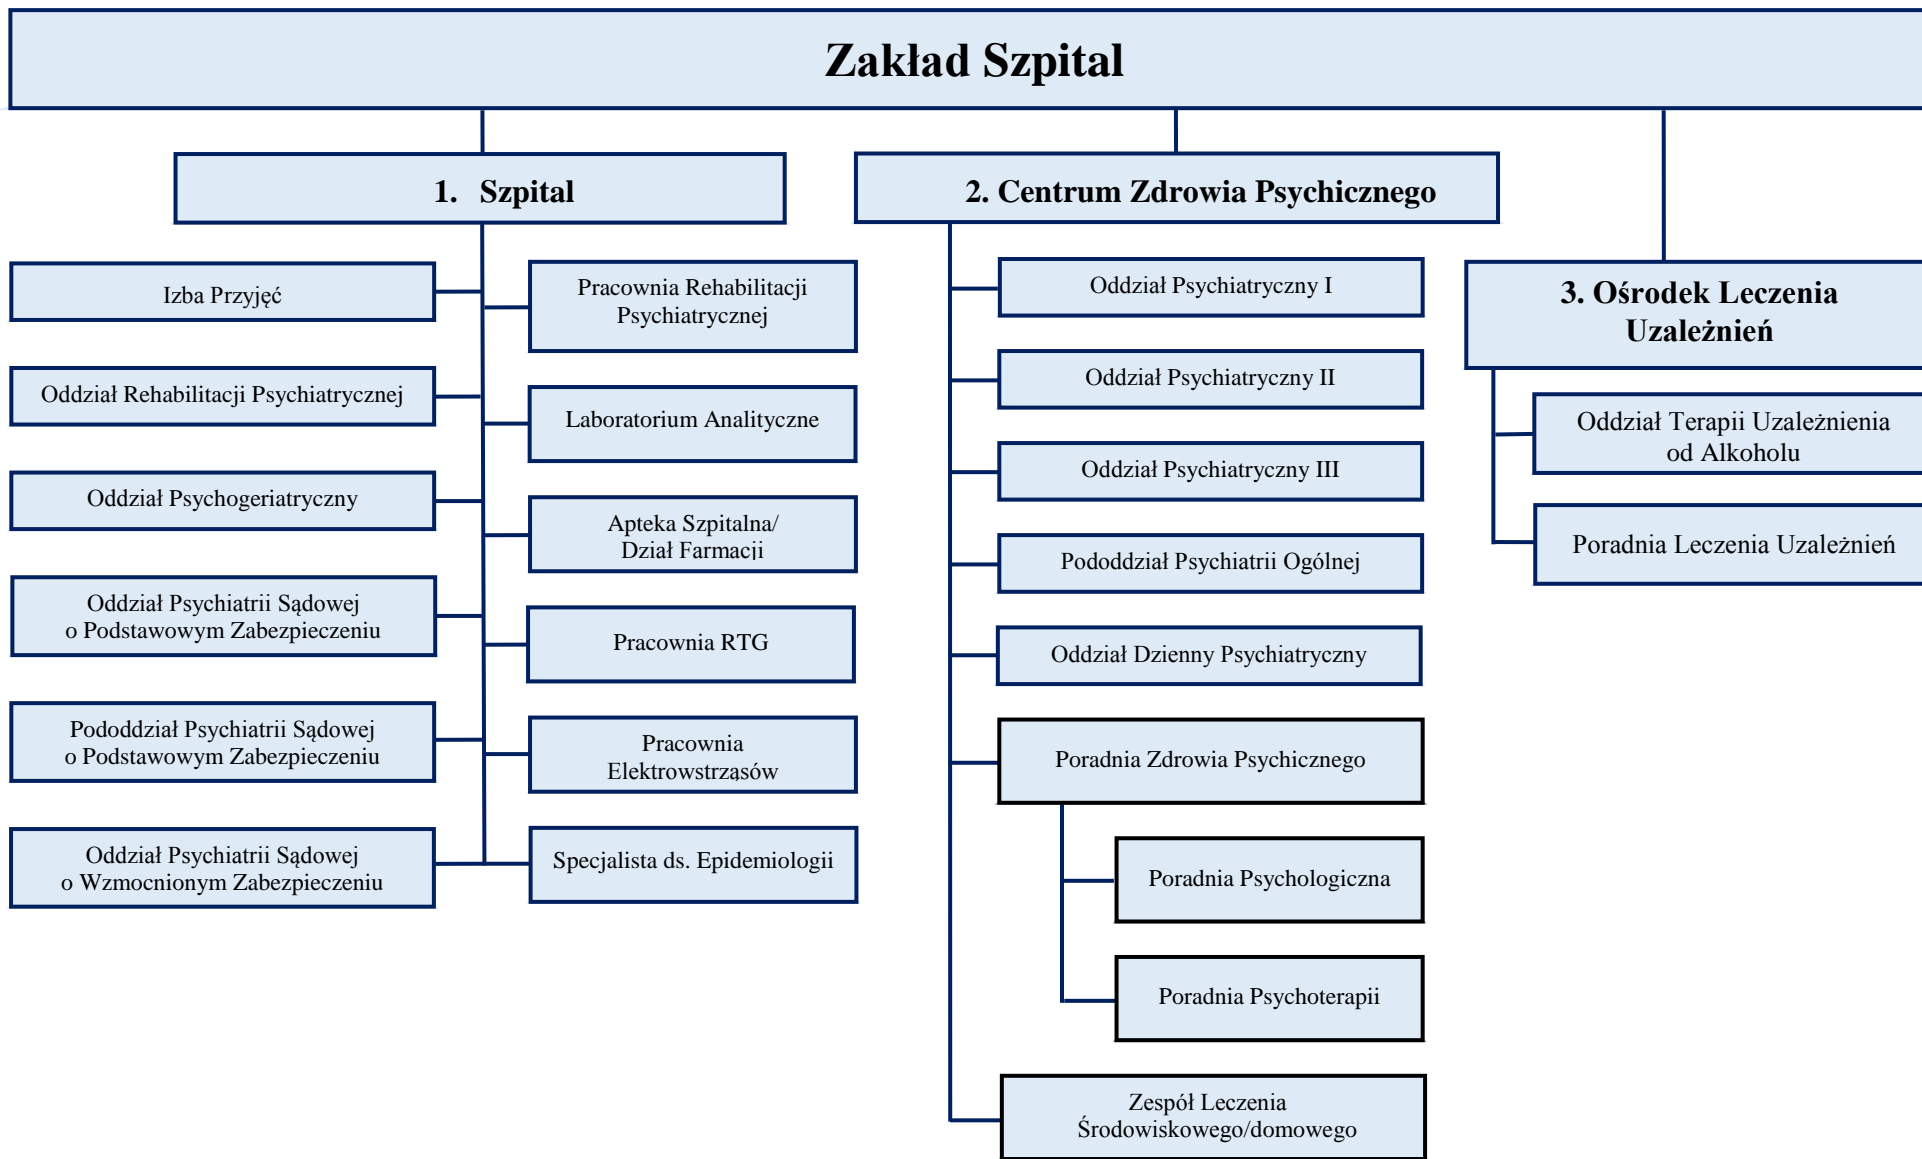 Zakład Szpital
1. Szpital
Izba Przyjęć
Oddział Rehabilitacji Psychiatrycznej
Oddział Psychogeriatryczny
Oddział Psychiatrii Sądowej
o Podstawowym Zabezpieczeniu
Pododdział Psychiatrii Sądowej
o Podstawowym Zabezpieczeniu
Oddział Psychiatrii Sądowej
o Wzmocnionym Zabezpieczeniu
Pracownia Rehabilitacji
Psychiatrycznej
Laboratorium Analityczne
Apteka Szpitalna/
Dział Farmacji
Pracownia RTG
Pracownia
Elektrowstrząsów
Specjalista ds. Epidemiologii
2. Centrum Zdrowia Psychicznego
Oddział Psychiatryczny I
Oddział Psychiatryczny II
Oddział Psychiatryczny III
Pododdział Psychiatrii Ogólnej
Oddział Dzienny Psychiatryczny
Poradnia Zdrowia Psychicznego
Poradnia Psychologiczna
Poradnia Psychoterapii
Zespół Leczenia
Środowiskowego/domowego
3. Ośrodek Leczenia
Uzależnień
Oddział Terapii Uzależnienia
od Alkoholu
Poradnia Leczenia Uzależnień